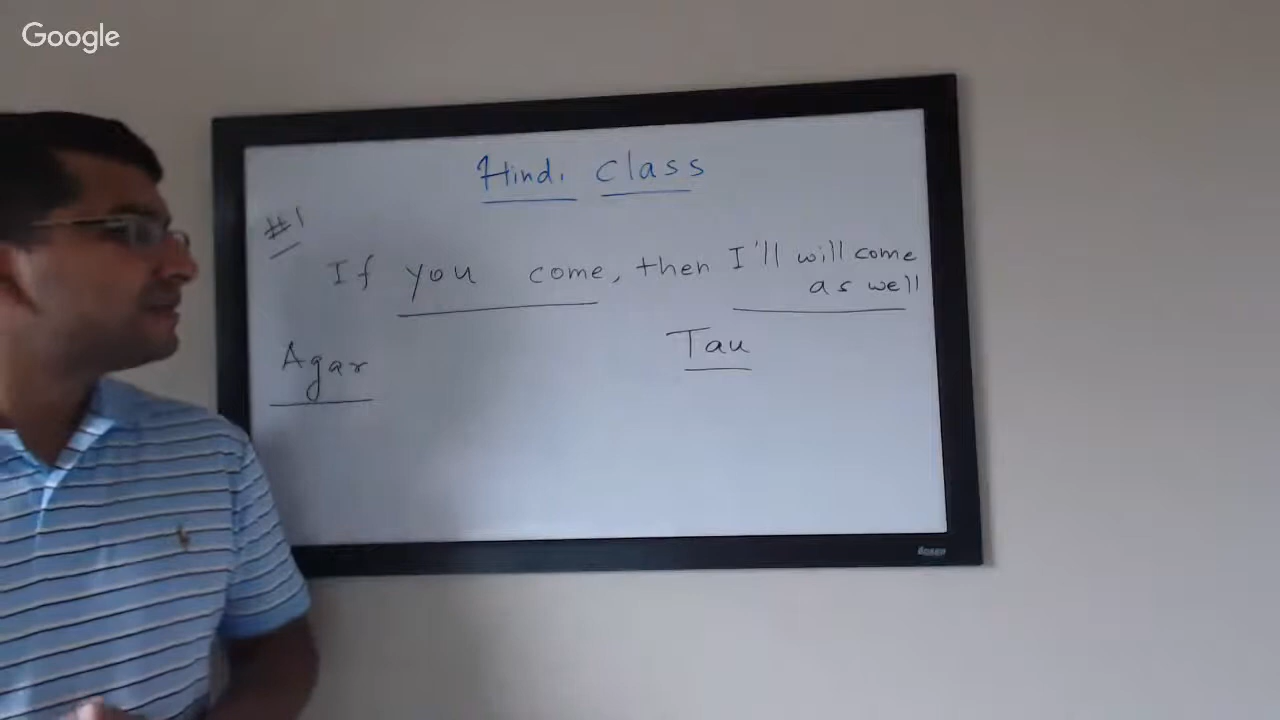 Google
Hindi class
#1
If you come, then I'll will come
as well
Agar
Tau